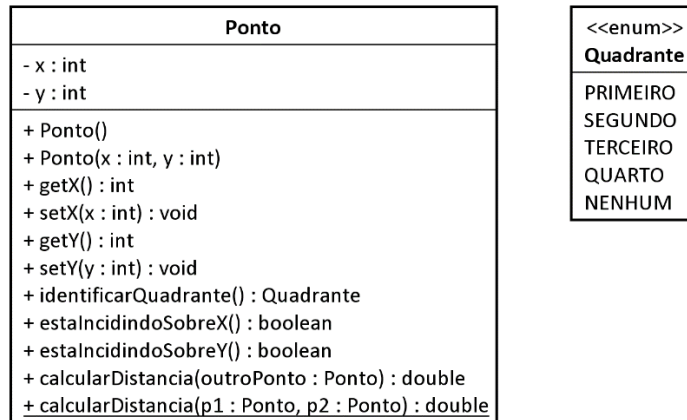 Ponto
- x : int
- y : int
+ Ponto()
+ Ponto(x : int, y : int)
+ getX() : int
+ setX(x : int) : void
+ getY() : int
+ setY(y : int) : void
+ identificarQuadrante() : Quadrante
+ estaIncidindoSobreX() : boolean
+ estaIncidindoSobreY() : boolean
+ calcularDistancia(outroPonto : Ponto) : double
+ calcularDistancia(p1 : Ponto, p2 : Ponto) : double
<<enum>>
Quadrante
PRIMEIRO
SEGUNDO
TERCEIRO
QUARTO
NENHUM